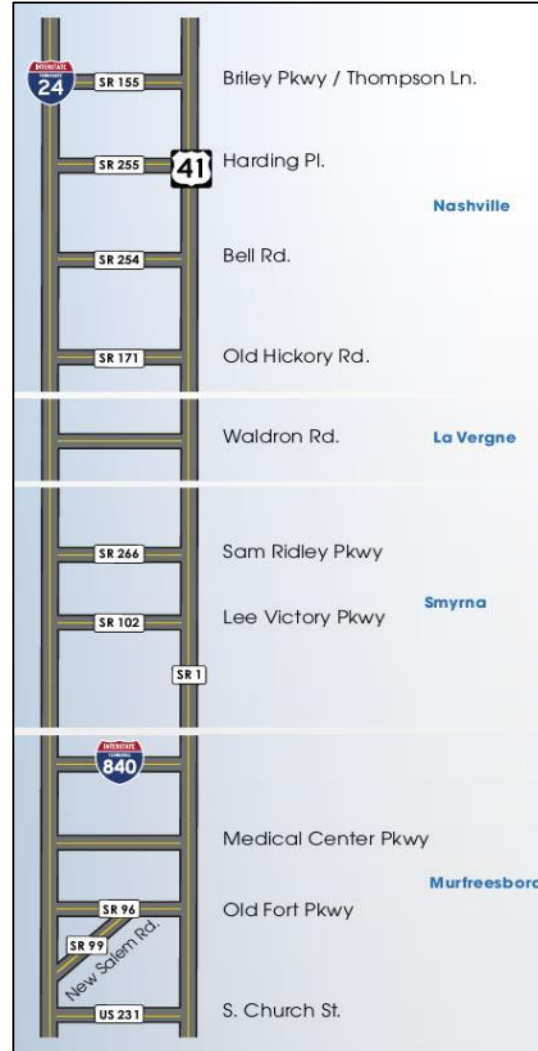 INTERSTATE
TENNESSEE
24
SR 155
Briley Pkwy / Thompson Ln.
SR 255
41
Harding Pl.
Nashville
SR 254
Bell Rd.
SR 171
Old Hickory Rd.
Waldron Rd.
La Vergne
SR 266
Sam Ridley Pkwy
Smyrna
SR 102
Lee Victory Pkwy
SR 1
INTERSTATE
TENNESSEE
840
Medical Center Pkwy
Murfreesboro
SR 96
Old Fort Pkwy
SR 99
New Salem Rd.
US 231
S. Church St.